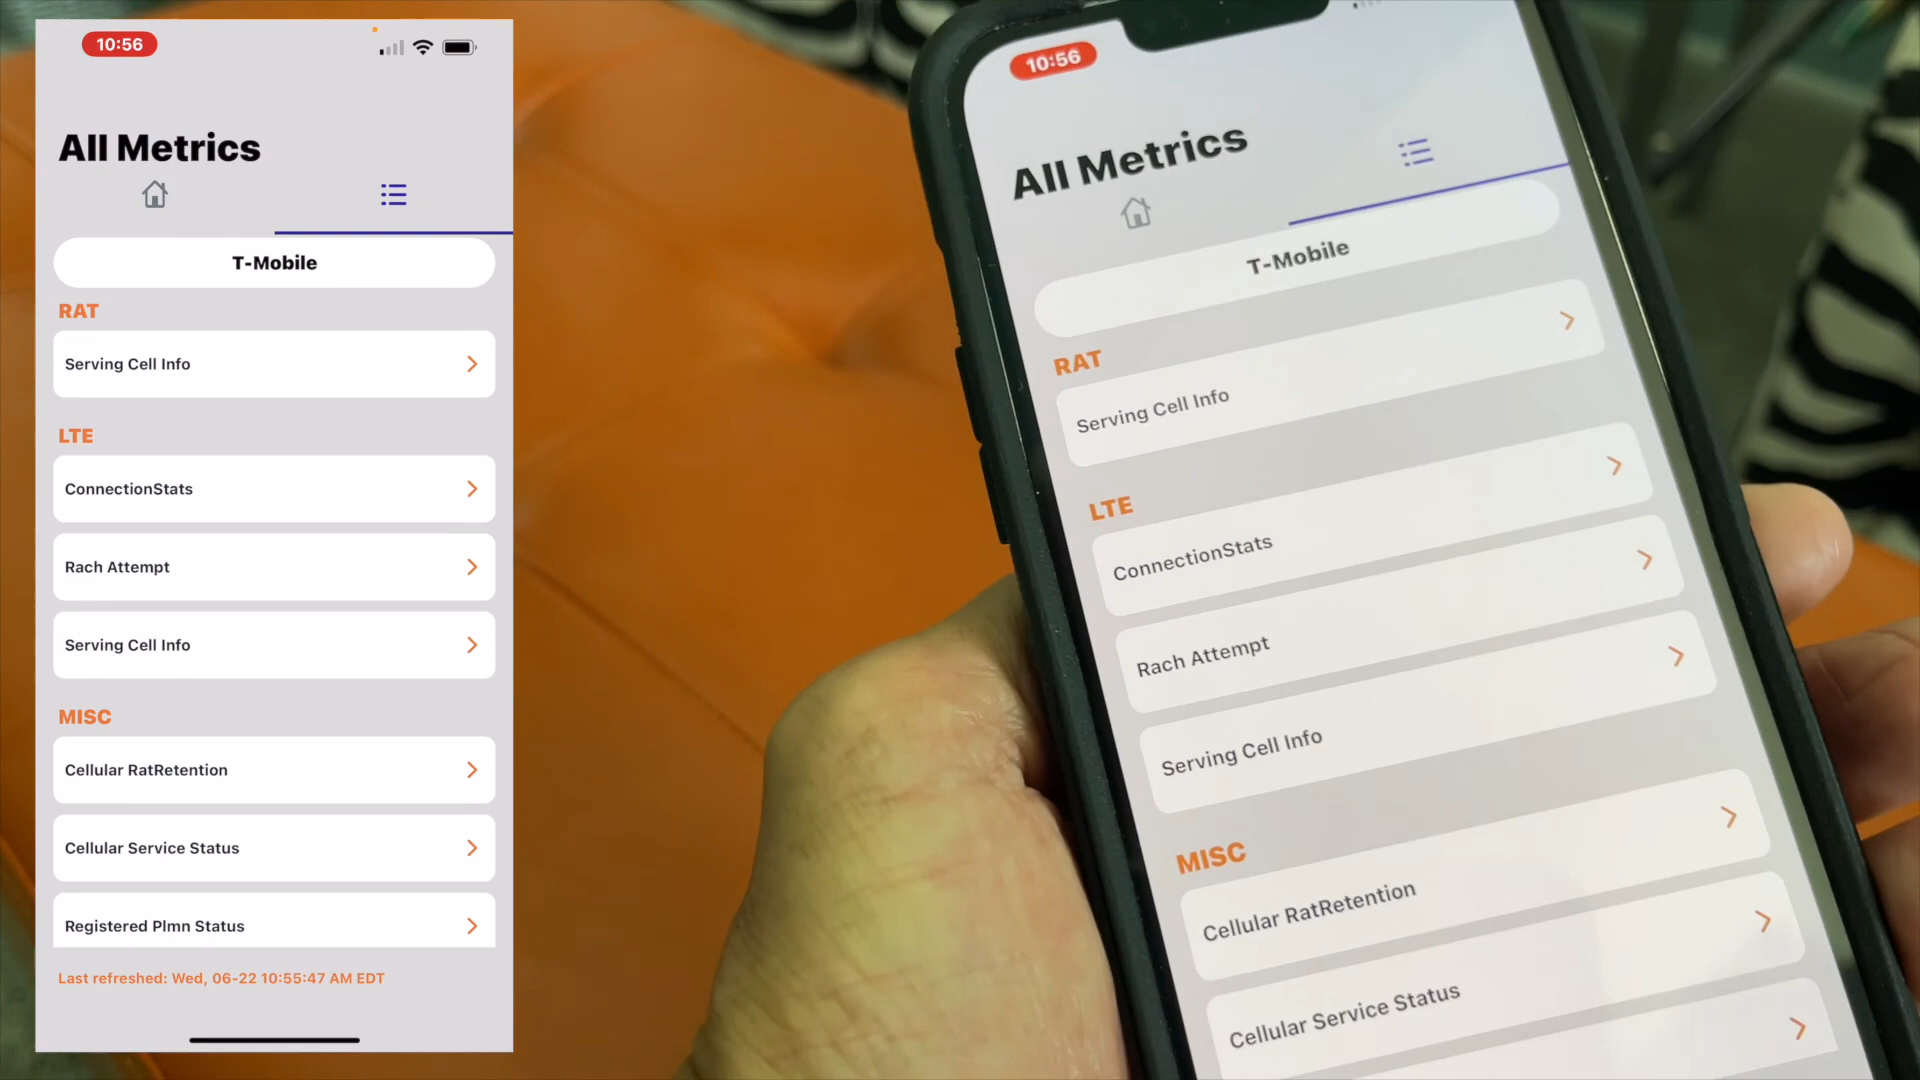 10:56
All Metrics
T-Mobile
RAT
Serving Cell Info
LTE
ConnectionStats
Rach Attempt
Serving Cell Info
MISC
Cellular RatRetention
Cellular Service Status
Registered Plmn Status
Last refreshed: Wed, 06-22 10:55:47 AM EDT
10:56
All Metrics
T-Mobile
RAT
Serving Cell Info
LTE
ConnectionStats
Rach Attempt
Serving Cell Info
MISC
Cellular RatRetention
Cellular Service Status